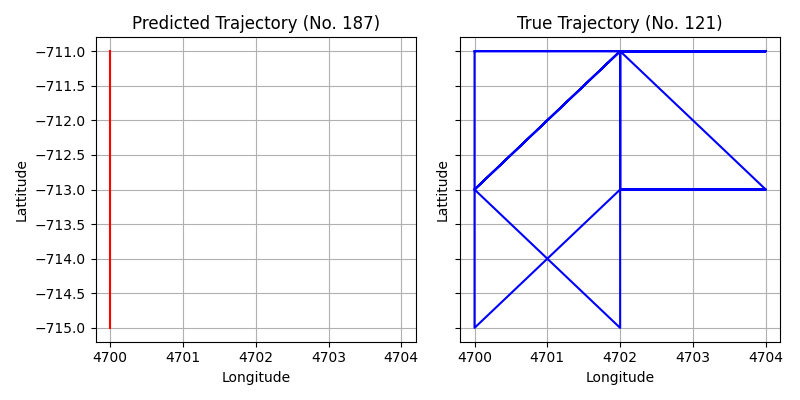 Predicted Trajectory (No. 187)
True Trajectory (No. 121)
−711.0
−711.5
−712.0
−712.5
−713.0
−713.5
−714.0
−714.5
−715.0
Lattitude
Lattitude
4700 4701 4702 4703 4704
4700 4701 4702 4703 4704
Longitude
Longitude